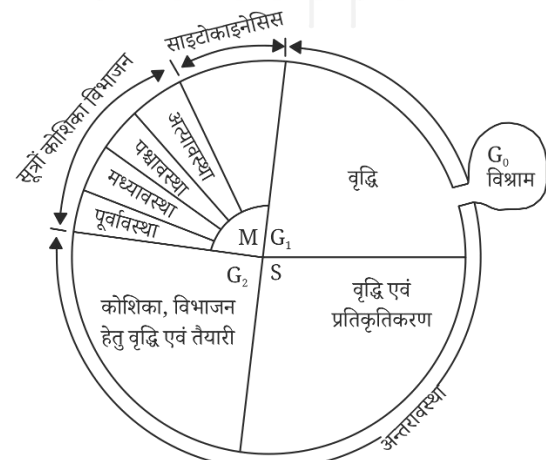 साइटोकाइनेसिस
सूत्रों कोशिका विभाजन
अत्यावस्था
पश्चावस्था
मध्यावस्था
पूर्वावस्था
वृद्धि
G₀
विश्राम
M G₁
G₂ S
कोशिका, विभाजन
हेतु वृद्धि एवं तैयारी
वृद्धि एवं
प्रतिकृतिकरण
अन्तरावस्था